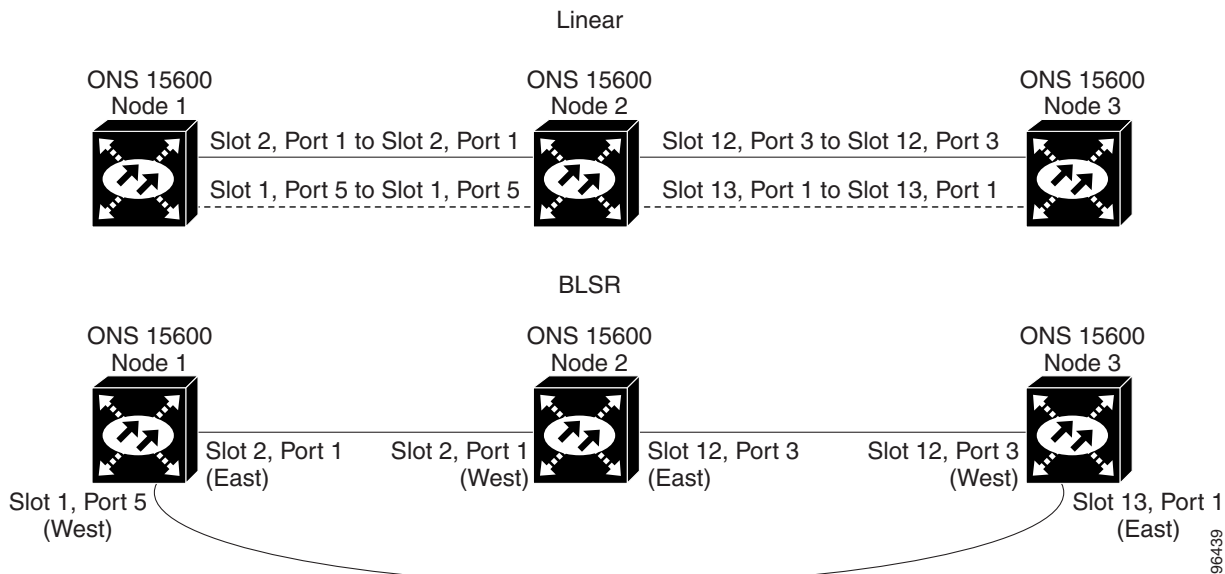 Linear
ONS 15600
Node 1
ONS 15600
Node 2
ONS 15600
Node 3
Slot 2, Port 1 to Slot 2, Port 1
Slot 12, Port 3 to Slot 12, Port 3
Slot 1, Port 5 to Slot 1, Port 5
Slot 13, Port 1 to Slot 13, Port 1
BLSR
ONS 15600
Node 1
ONS 15600
Node 2
ONS 15600
Node 3
Slot 2, Port 1
(East)
Slot 2, Port 1
(West)
Slot 12, Port 3
(East)
Slot 12, Port 3
(West)
Slot 1, Port 5
(West)
Slot 13, Port 1
(East)
96439